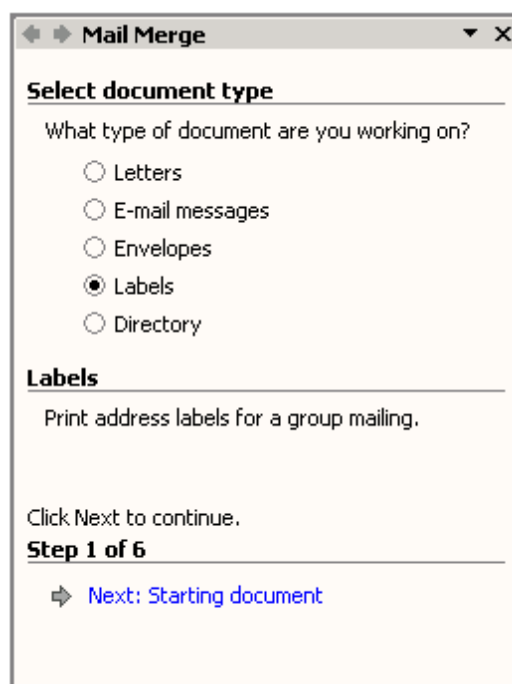 Mail Merge
Select document type
What type of document are you working on?
Letters
E-mail messages
Envelopes
Labels
Directory
Labels
Print address labels for a group mailing.
Click Next to continue.
Step 1 of 6
Next: Starting document